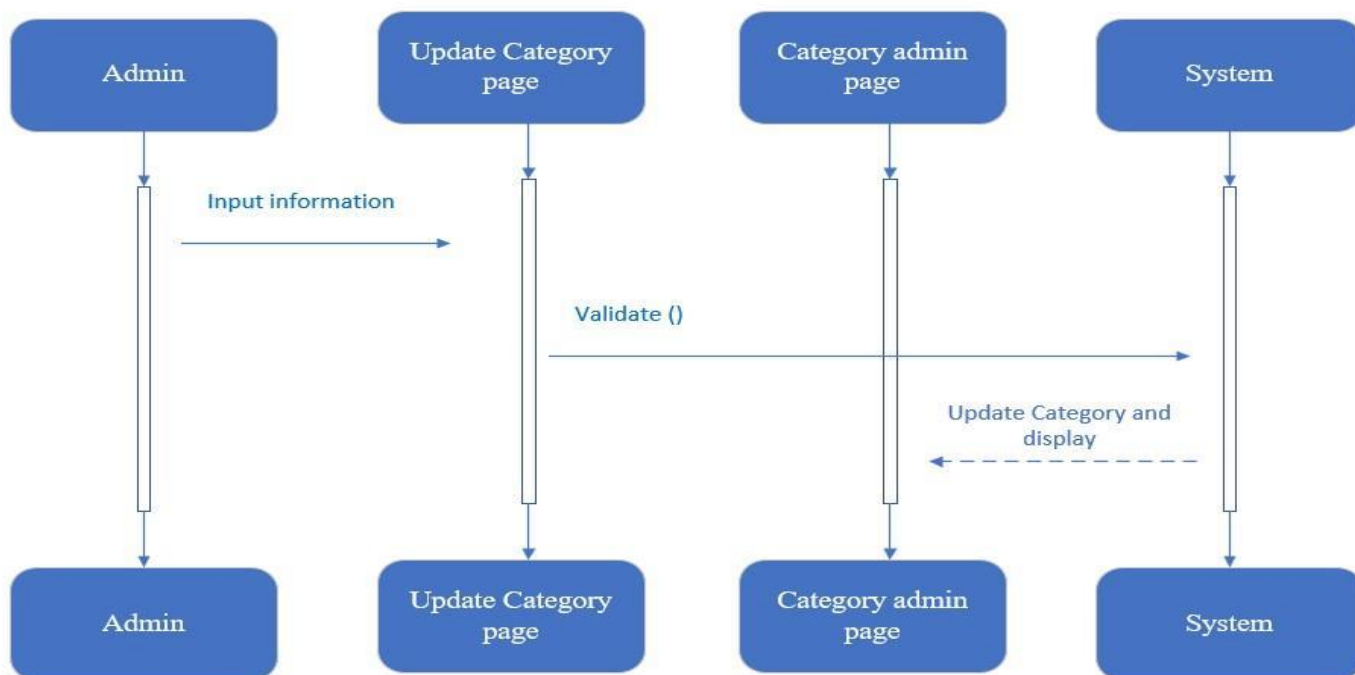 Admin
Update Category
page
Category admin
page
System
Input information
Validate ()
Update Category and
display
Admin
Update Category
page
Category admin
page
System